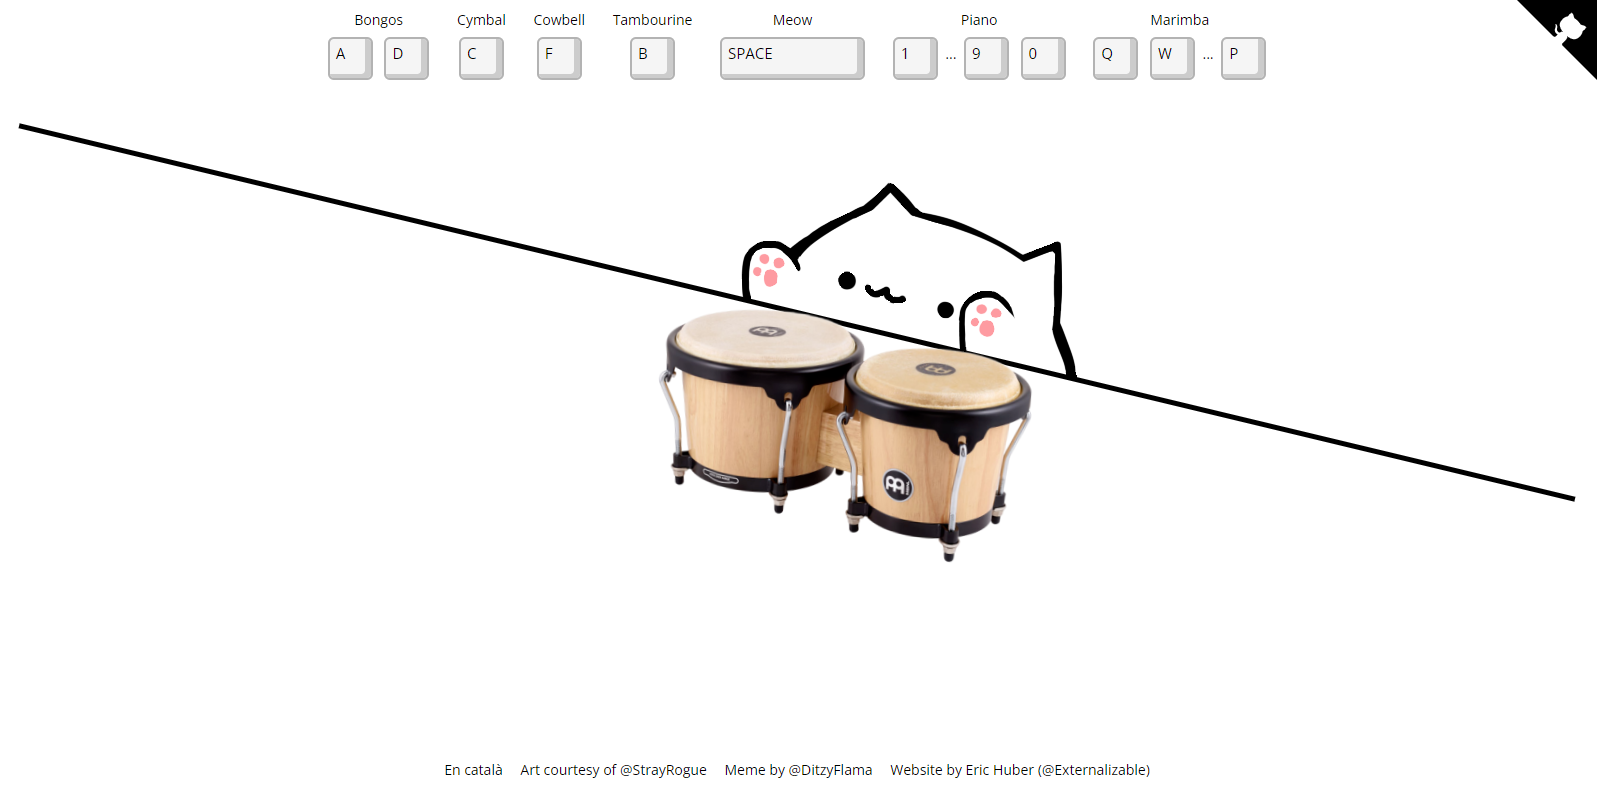 Bongos Cymbal Cowbell Tambourine Meow Piano Marimba
A D C F B SPACE 1 ... 9 0 Q W ... P
En català Art courtesy of @StrayRogue Meme by @DitzyFlama Website by Eric Huber (@Externalizable)